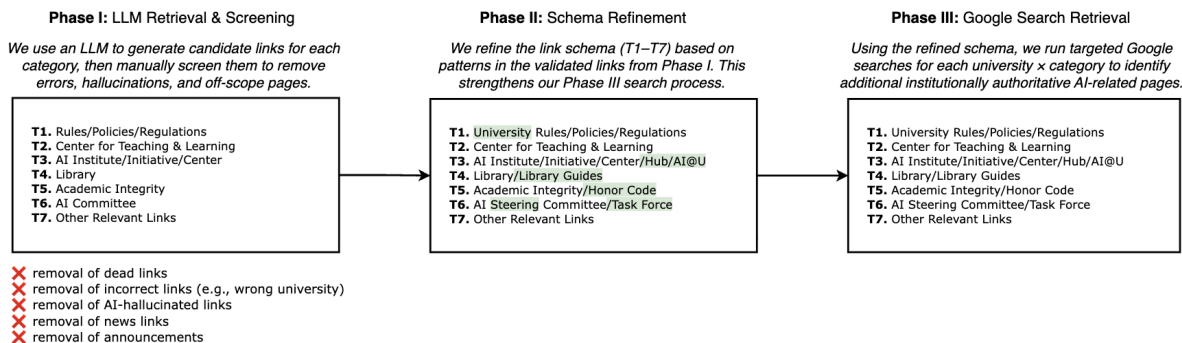 Phase I: LLM Retrieval & Screening
We use an LLM to generate candidate links for each
category, then manually screen them to remove
errors, hallucinations, and off-scope pages.
T1. Rules/Policies/Regulations
T2. Center for Teaching & Learning
T3. AI Institute/Initiative/Center
T4. Library
T5. Academic Integrity
T6. AI Committee
T7. Other Relevant Links
removal of dead links
removal of incorrect links (e.g., wrong university)
removal of AI-hallucinated links
removal of news links
removal of announcements
Phase II: Schema Refinement
We refine the link schema (T1–T7) based on
patterns in the validated links from Phase I. This
strengthens our Phase III search process.
T1. University Rules/Policies/Regulations
T2. Center for Teaching & Learning
T3. AI Institute/Initiative/Center/Hub/AI@U
T4. Library/Library Guides
T5. Academic Integrity/Honor Code
T6. AI Steering Committee/Task Force
T7. Other Relevant Links
Phase III: Google Search Retrieval
Using the refined schema, we run targeted Google
searches for each university × category to identify
additional institutionally authoritative AI-related pages.
T1. University Rules/Policies/Regulations
T2. Center for Teaching & Learning
T3. AI Institute/Initiative/Center/Hub/AI@U
T4. Library/Library Guides
T5. Academic Integrity/Honor Code
T6. AI Steering Committee/Task Force
T7. Other Relevant Links